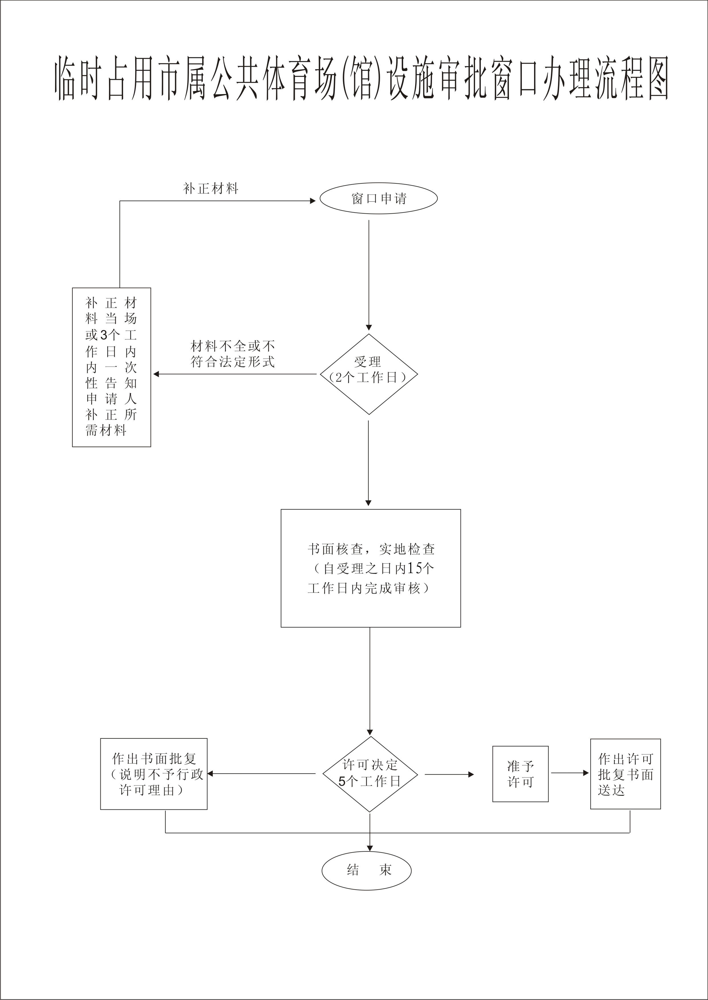 临时占用市属公共体育场(馆)设施审批窗口办理流程图
补正材料
窗口申请
补正材
料当场
或3个工
作日内
内一次
性告知
申请人
补正所
需材料
材料不全或不
符合法定形式
受理
（2个工作日）
书面核查，实地检查
（自受理之日内15个
工作日内完成审核）
作出书面批复
（说明不予行政
许可理由）
许可决定
5个工作日
准予
许可
作出许可
批复书面
送达
结 束